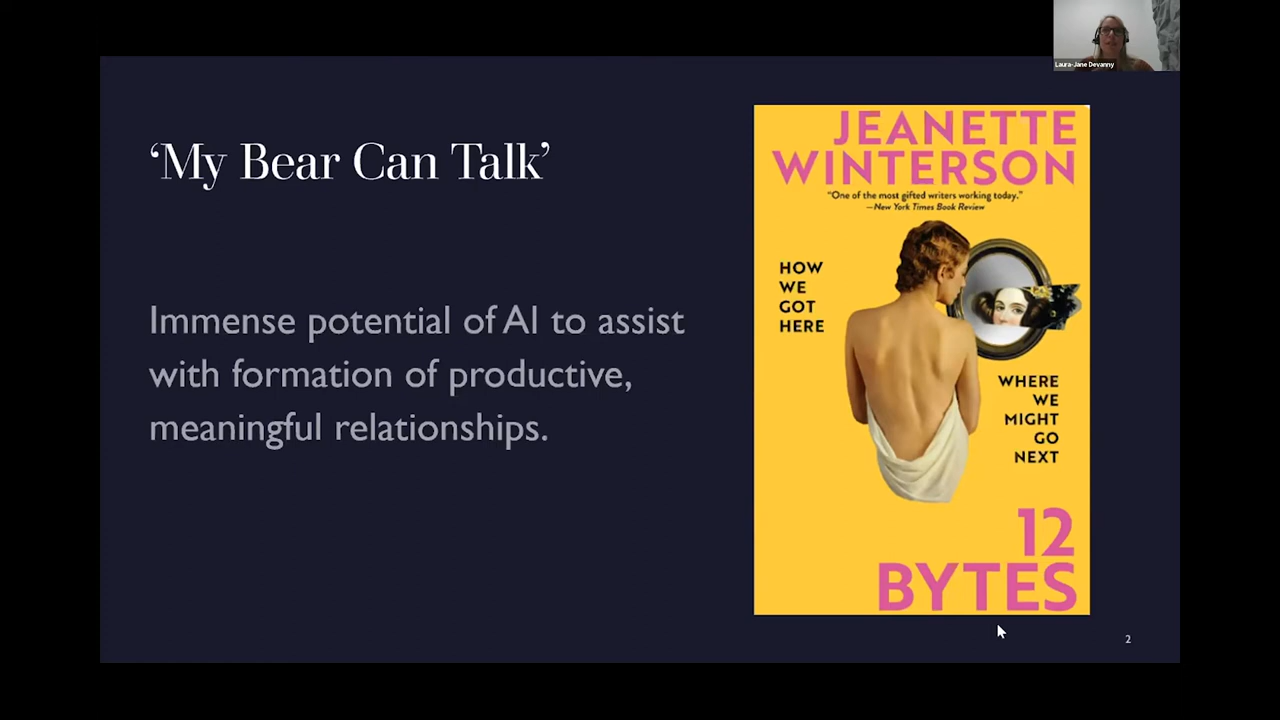 Laura-Jane Devanny
‘My Bear Can Talk’
Immense potential of AI to assist
with formation of productive,
meaningful relationships.
JEANETTE
WINTERSON
“One of the most gifted writers working today.”
—New York Times Book Review
HOW
WE
GOT
HERE
WHERE
WE
MIGHT
GO
NEXT
12
BYTES
2